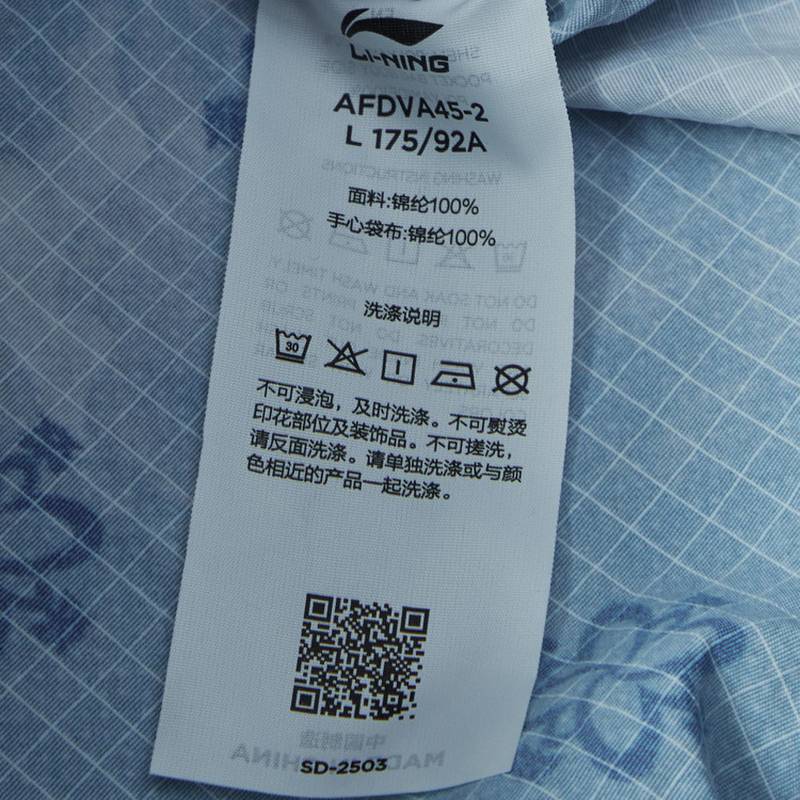 LI-NING
AFDVA45-2
L 175/92A
面料:锦纶100%
手心袋布:锦纶100%
洗涤说明
30
不可浸泡，及时洗涤。不可熨烫
印花部位及装饰品。不可搓洗，
请反面洗涤。请单独洗涤或与颜
色相近的产品一起洗涤。
SD-2503